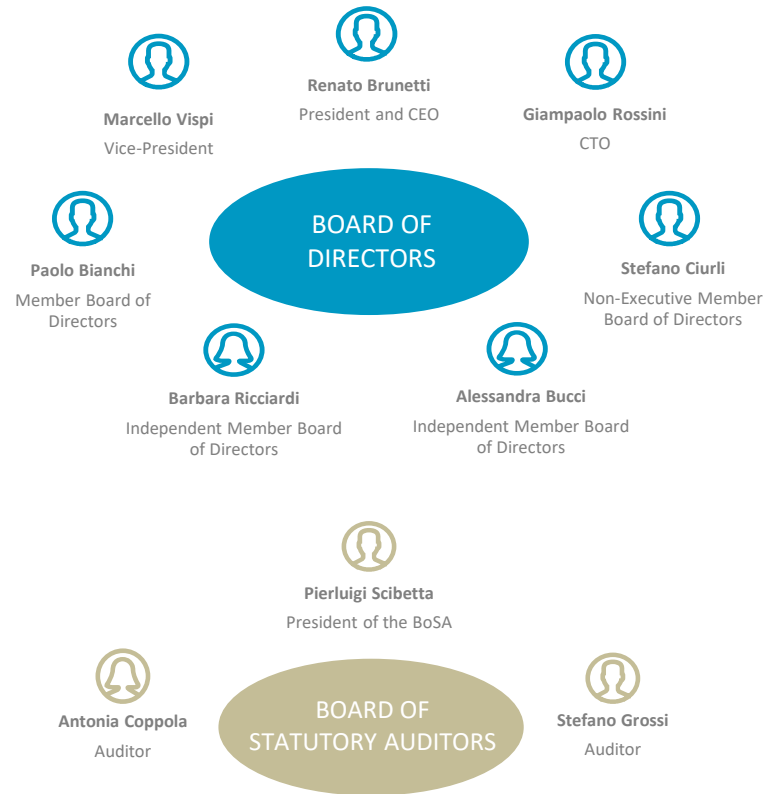 Renato Brunetti
President and CEO
Marcello Vispi
Vice-President
Giampaolo Rossini
CTO
BOARD OF
DIRECTORS
Paolo Bianchi
Member Board of
Directors
Stefano Ciurli
Non-Executive Member
Board of Directors
Barbara Ricciardi
Independent Member Board
of Directors
Alessandra Bucci
Independent Member Board
of Directors
Pierluigi Scibetta
President of the BoSA
Antonia Coppola
Auditor
BOARD OF
STATUTORY AUDITORS
Stefano Grossi
Auditor